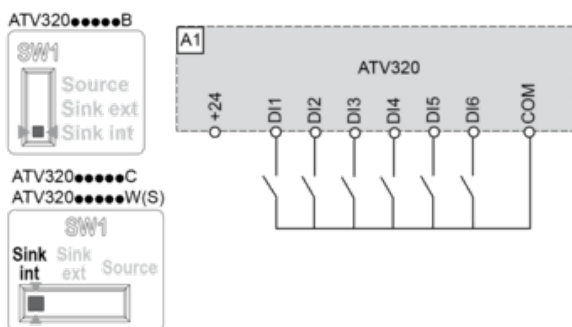 ATV320●●●●●B
SW1
Source
Sink ext
Sink int
ATV320●●●●●C
ATV320●●●●●W(S)
SW1
Sink int
Sink ext
Source
A1
ATV320
+24
DI1
DI2
DI3
DI4
DI5
DI6
COM